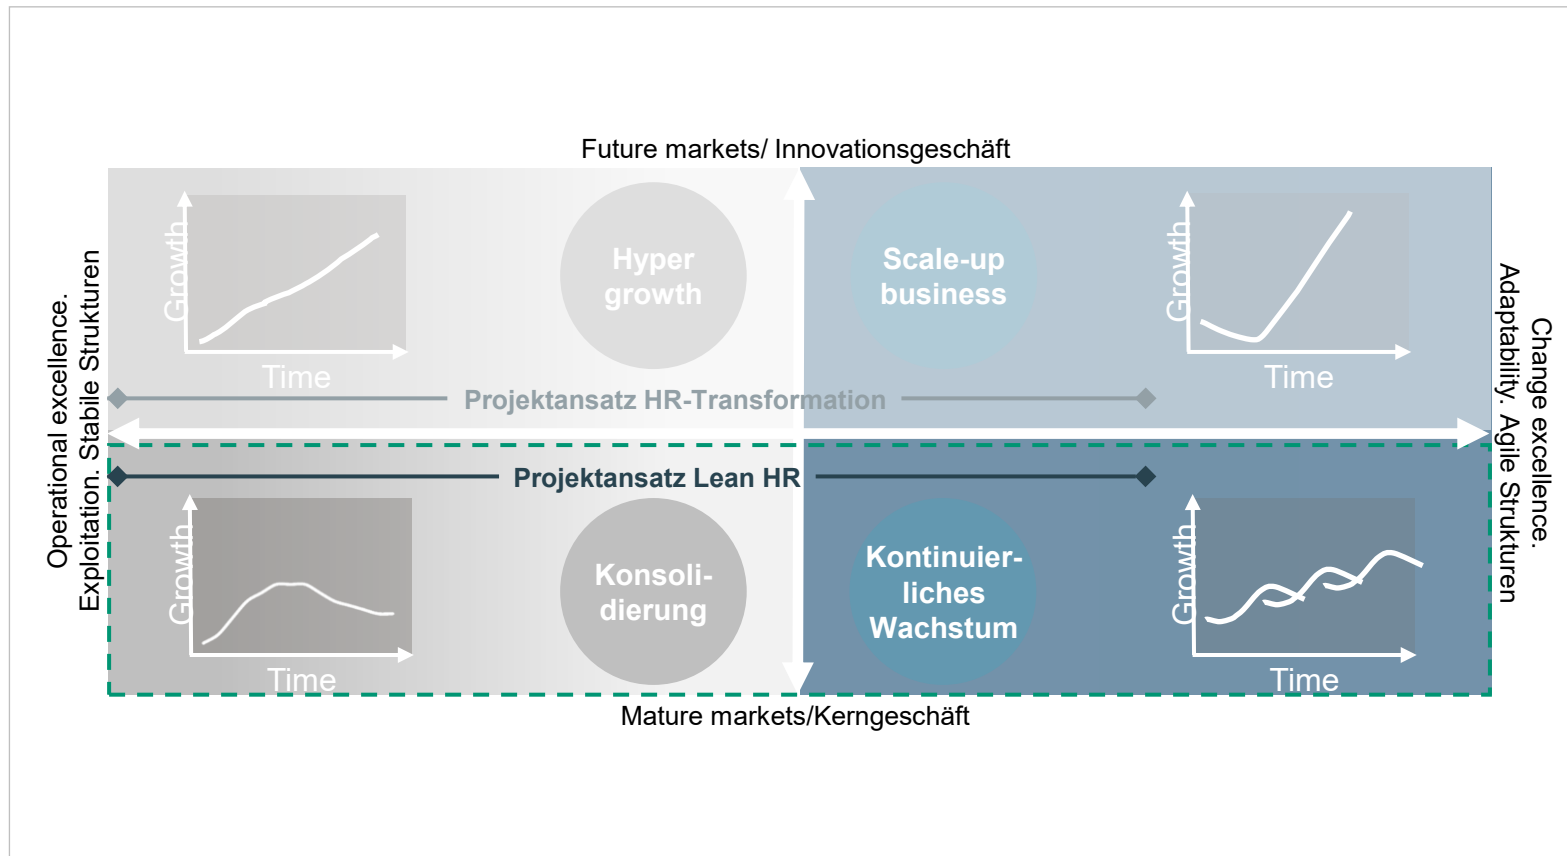 Future markets/ Innovationsgeschäft
Operational excellence.
Exploitation. Stabile Strukturen
Growth
Time
Hyper
growth
Scale-up
business
Growth
Time
Change excellence.
Adaptability. Agile Strukturen
Projektansatz HR-Transformation
Projektansatz Lean HR
Growth
Time
Konsoli-
dierung
Kontinuier-
liches
Wachstum
Growth
Time
Mature markets/Kerngeschäft